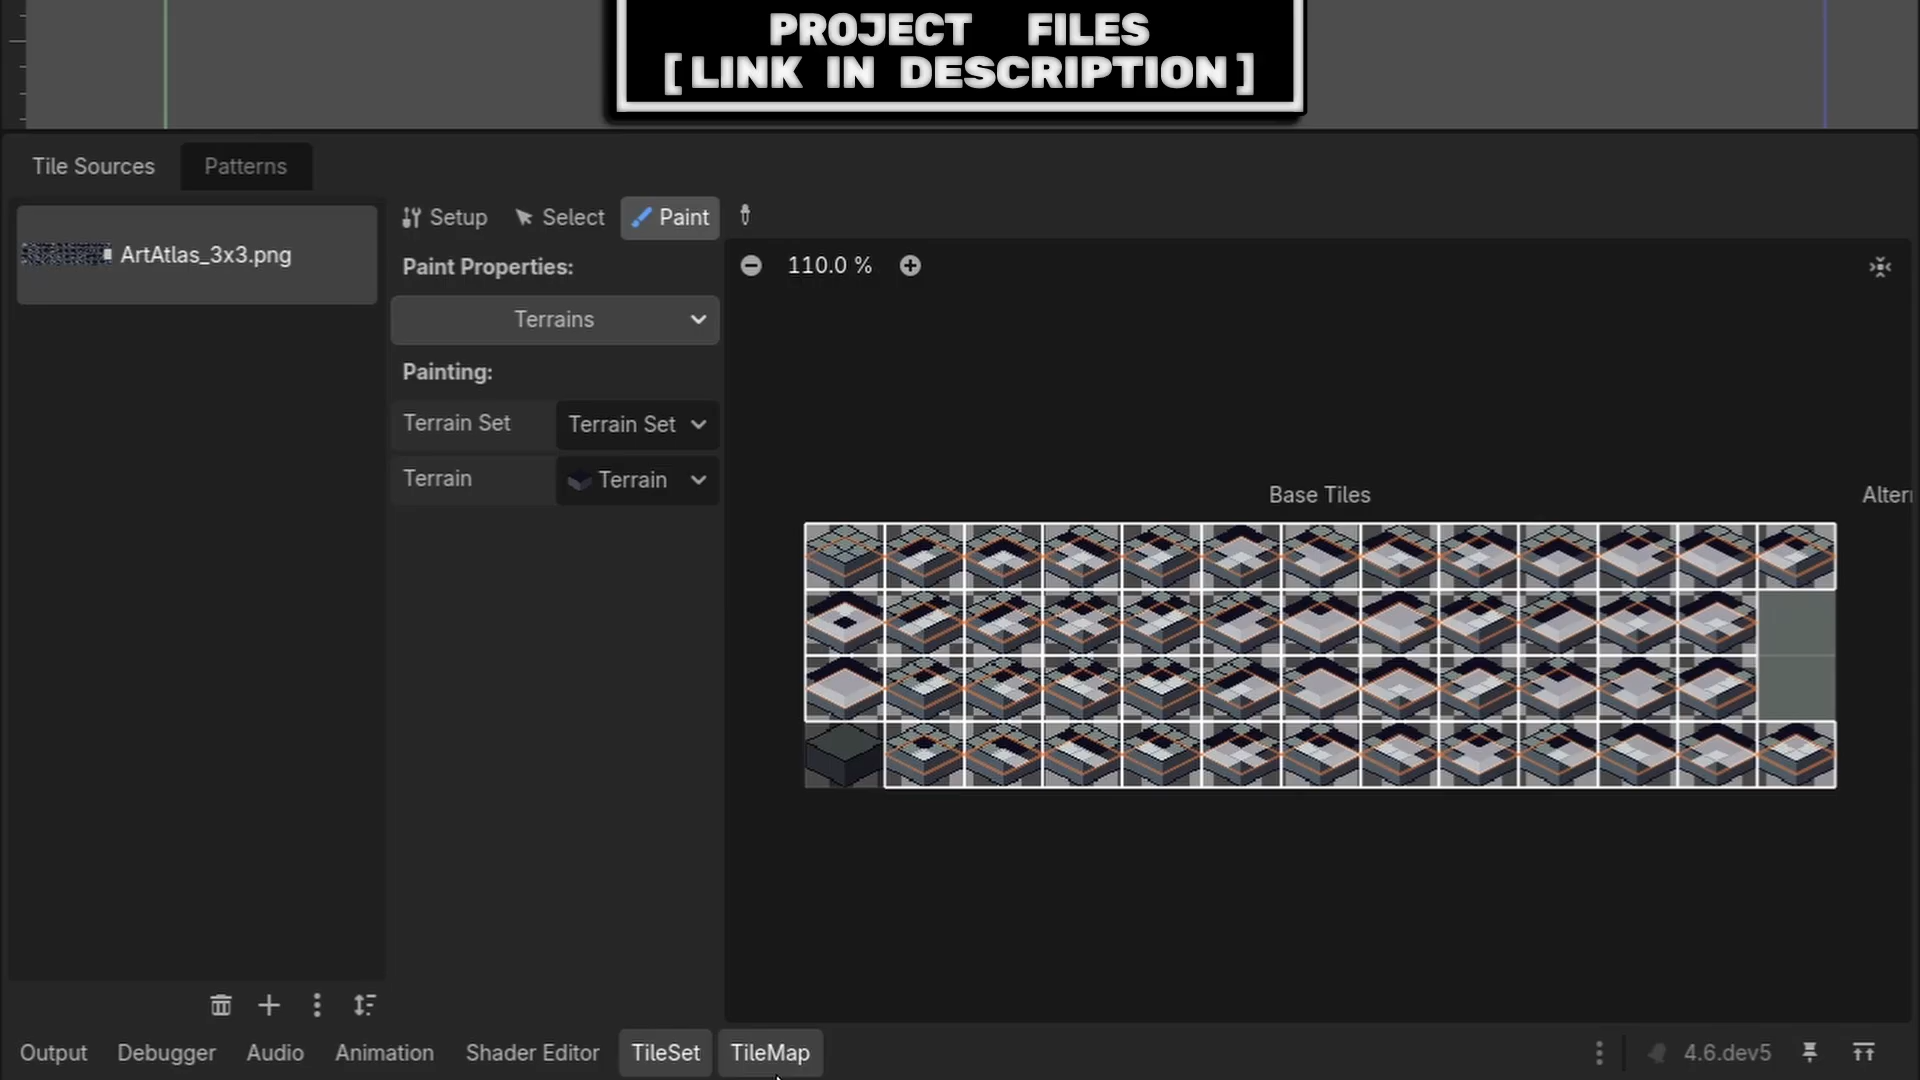 PROJECT FILES
[LINK IN DESCRIPTION]
Tile Sources
Patterns
ArtAtlas_3x3.png
Setup
Select
Paint
Paint Properties:
Terrains
Painting:
Terrain Set
Terrain Set
Terrain
Terrain
110.0 %
Base Tiles
Alter
Output
Debugger
Audio
Animation
Shader Editor
TileSet
TileMap
4.6.dev5